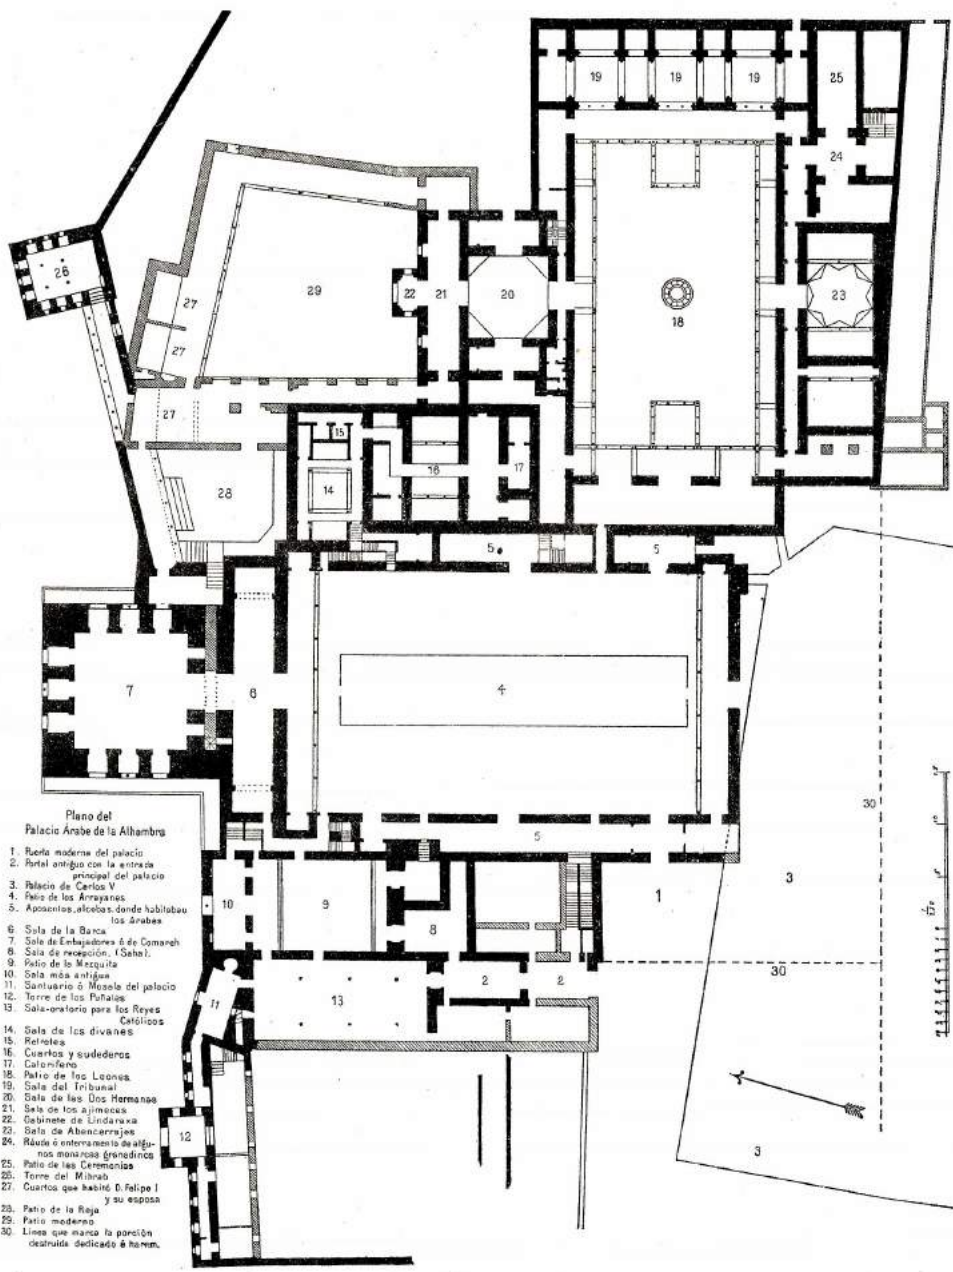 19 19 19 25
24
26
27
29
22 21 20
18
23
27
27
15
16
17
14
28
5 5
7 6 4
30
5
3
10 9 1
8
30
11 13 2 2
12
3
Plano del
Palacio Árabe de la Alhambra
1. Puerta moderna del palacio
2. Portal antiguo con la entrada
principal del palacio
3. Palacio de Carlos V
4. Patio de los Arrayanes
5. Aposentos, alcobas, donde habitaban
los Árabes
6. Sala de la Barca
7. Sala de Embajadores ó de Comareh
8. Sala de recepción, (Saha).
9. Patio de la Mezquita
10. Sala más antigua
11. Santuario ó Mosala del palacio
12. Torre de los Puñales
13. Sala-oratorio para los Reyes
Católicos
14. Sala de los divanes
15. Retretes
16. Cuartos y sudederos
17. Calorífero
18. Patio de los Leones
19. Sala del Tribunal
20. Sala de las Dos Hermanas
21. Sala de los ajimeces
22. Gabinete de Lindaraxa
23. Sala de Abencerrajes
24. Ráuda ó enterramiento de algu-
nos monarcas granadinos
25. Patio de las Ceremonias
26. Torre del Mihrab
27. Cuartos que habitó D. Felipe I
y su esposa
28. Patio de la Reja
29. Patio moderno
30. Línea que marca la porción
destruida dedicado á harem.